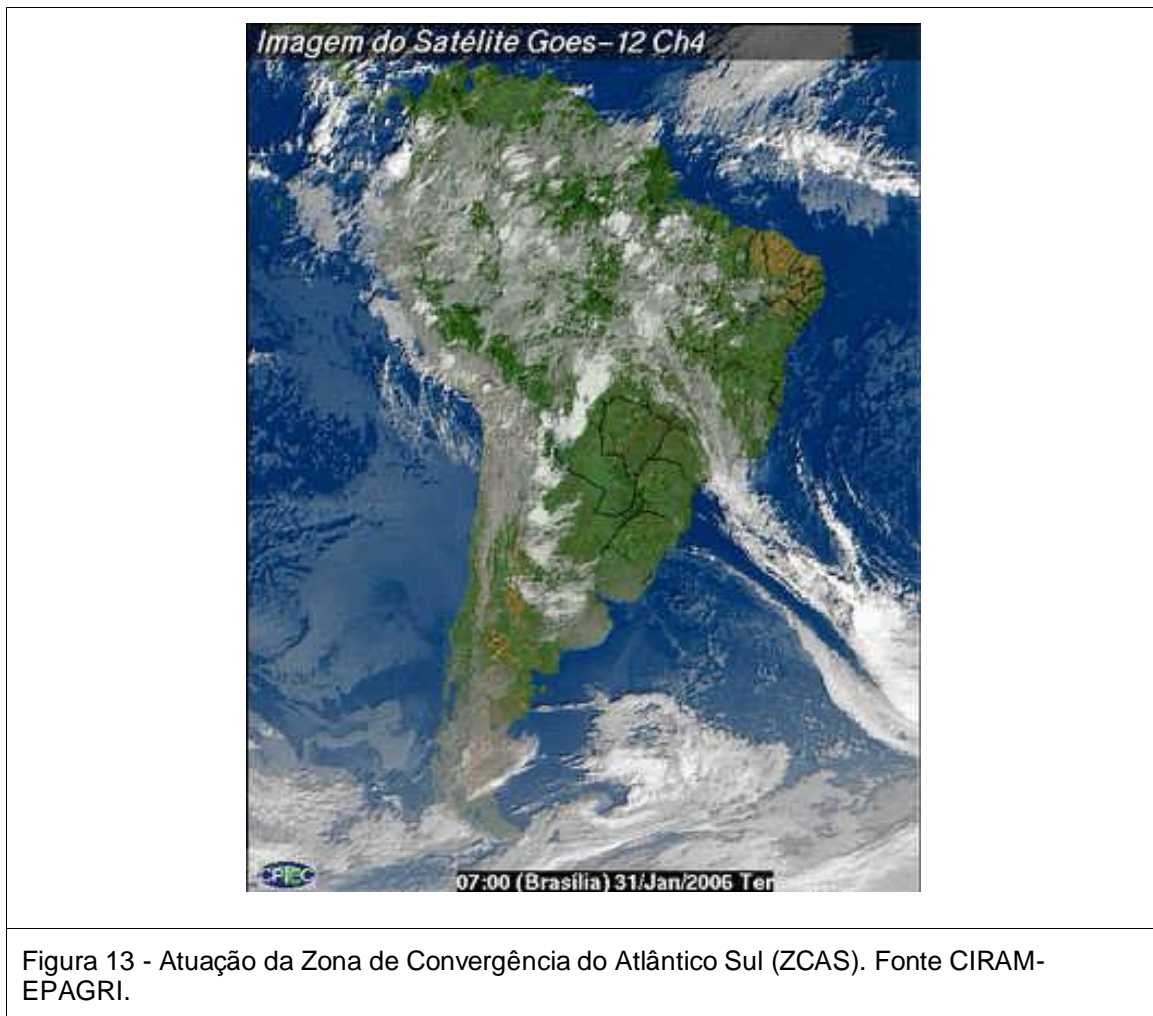 Imagem do Satélite Goes-12 Ch4
CPTEC
07:00 (Brasília) 31/Jan/2006 Ter
Figura 13 - Atuação da Zona de Convergência do Atlântico Sul (ZCAS). Fonte CIRAM-
EPAGRI.